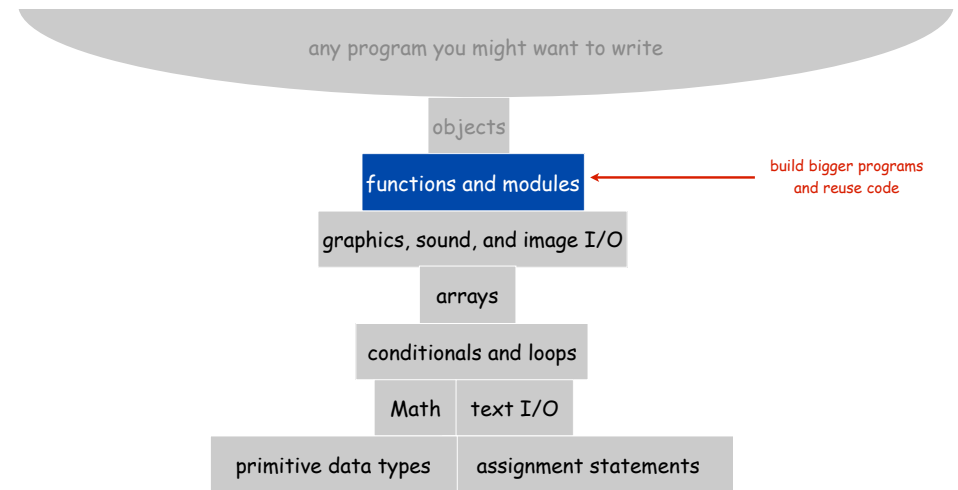 any program you might want to write
objects
functions and modules
build bigger programs
and reuse code
graphics, sound, and image I/O
arrays
conditionals and loops
Math
text I/O
primitive data types
assignment statements